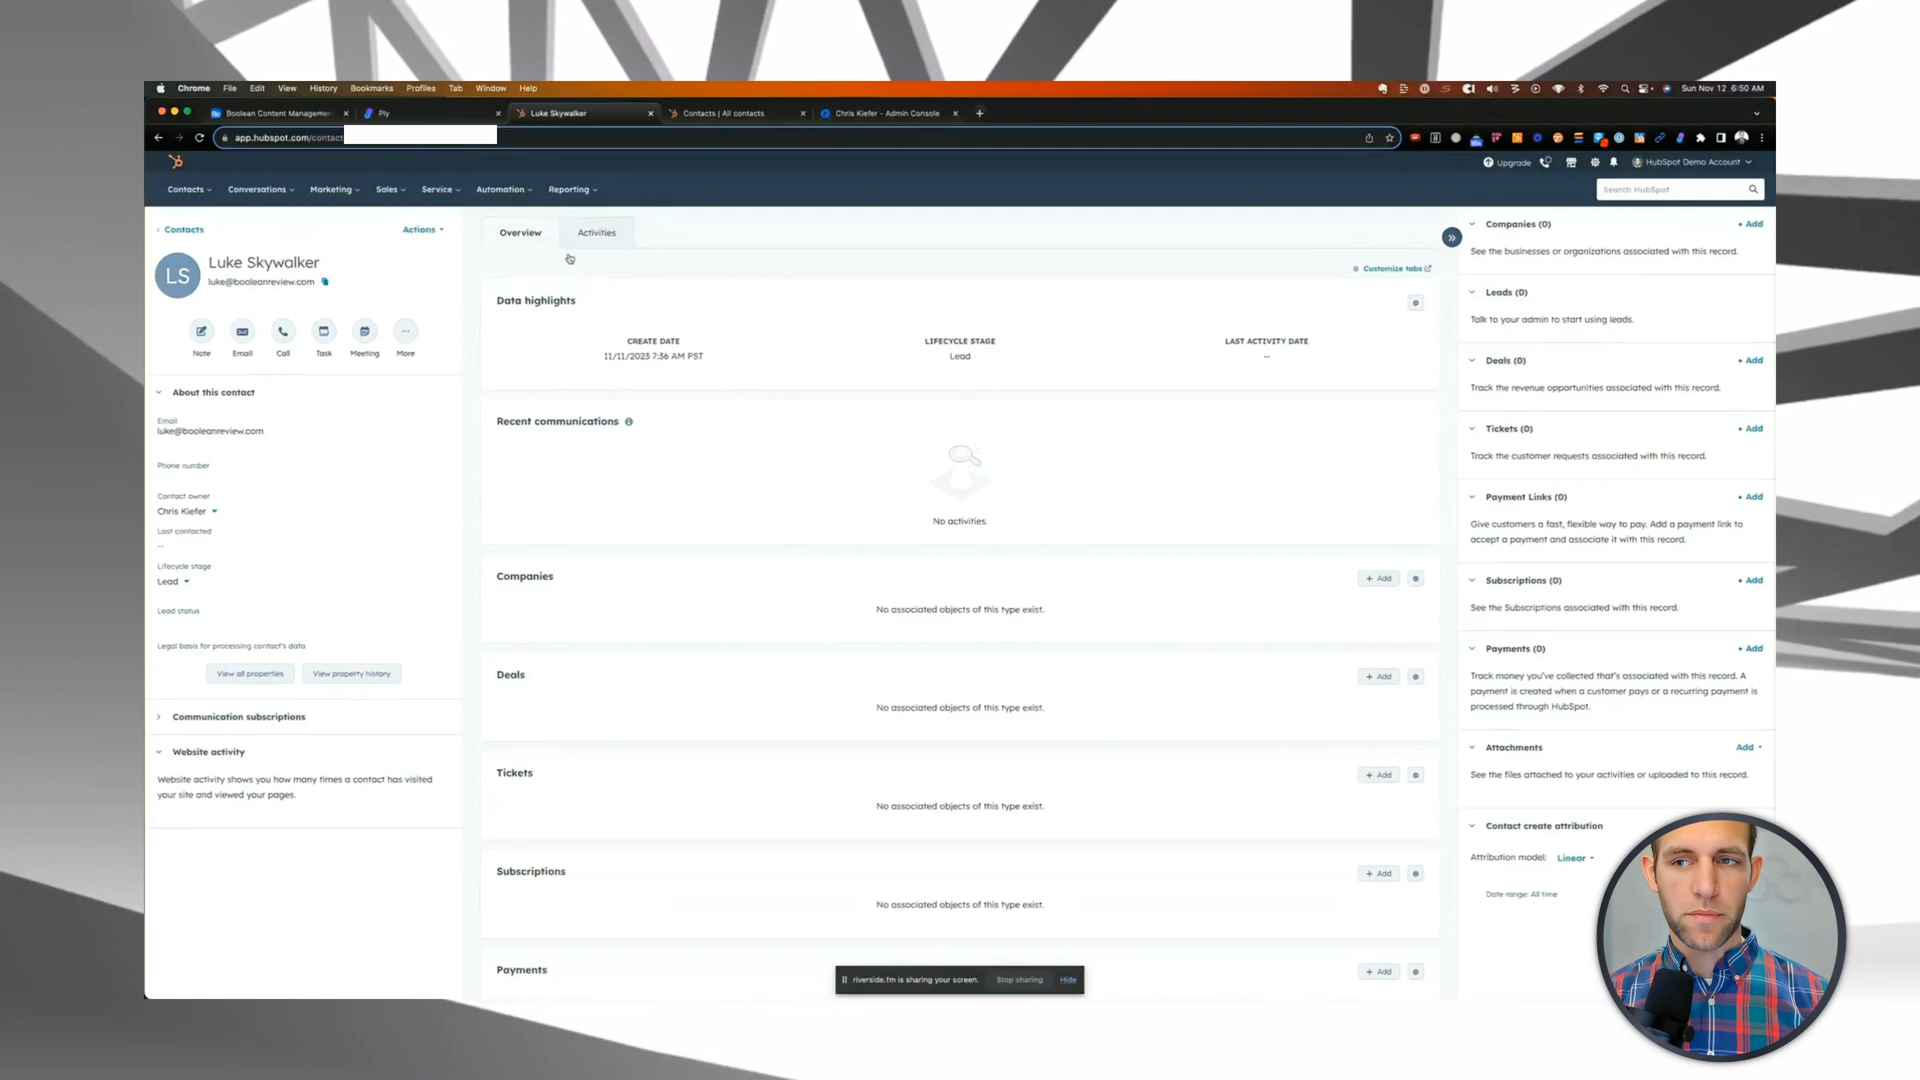 Chrome File Edit View History Bookmarks Profiles Tab Window Help
Sun Nov 12 6:50 AM
Boolean Content Managemen
Ply
Luke Skywalker
Contacts | All contacts
Chris Kiefer - Admin Console
app.hubspot.com/contact
Upgrade
HubSpot Demo Account
Contacts
Conversations
Marketing
Sales
Service
Automation
Reporting
Search HubSpot
Contacts
Actions
LS
Luke Skywalker
luke@booleanreview.com
Note
Email
Call
Task
Meeting
More
About this contact
Email
luke@booleanreview.com
Phone number
Contact owner
Chris Kiefer
Last contacted
--
Lifecycle stage
Lead
Lead status
Legal basis for processing contact's data
View all properties
View property history
Communication subscriptions
Website activity
Website activity shows you how many times a contact has visited
your site and viewed your pages.
Overview
Activities
Customize tabs
Data highlights
CREATE DATE
11/11/2023 7:36 AM PST
LIFECYCLE STAGE
Lead
LAST ACTIVITY DATE
--
Recent communications
No activities.
Companies
+ Add
No associated objects of this type exist.
Deals
+ Add
No associated objects of this type exist.
Tickets
+ Add
No associated objects of this type exist.
Subscriptions
+ Add
No associated objects of this type exist.
Payments
+ Add
riverside.fm is sharing your screen.
Stop sharing
Hide
Companies (0)
+ Add
See the businesses or organizations associated with this record.
Leads (0)
Talk to your admin to start using leads.
Deals (0)
+ Add
Track the revenue opportunities associated with this record.
Tickets (0)
+ Add
Track the customer requests associated with this record.
Payment Links (0)
+ Add
Give customers a fast, flexible way to pay. Add a payment link to
accept a payment and associate it with this record.
Subscriptions (0)
+ Add
See the Subscriptions associated with this record.
Payments (0)
+ Add
Track money you've collected that's associated with this record. A
payment is created when a customer pays or a recurring payment is
processed through HubSpot.
Attachments
Add
See the files attached to your activities or uploaded to this record.
Contact create attribution
Attribution model: Linear
Date range: All time